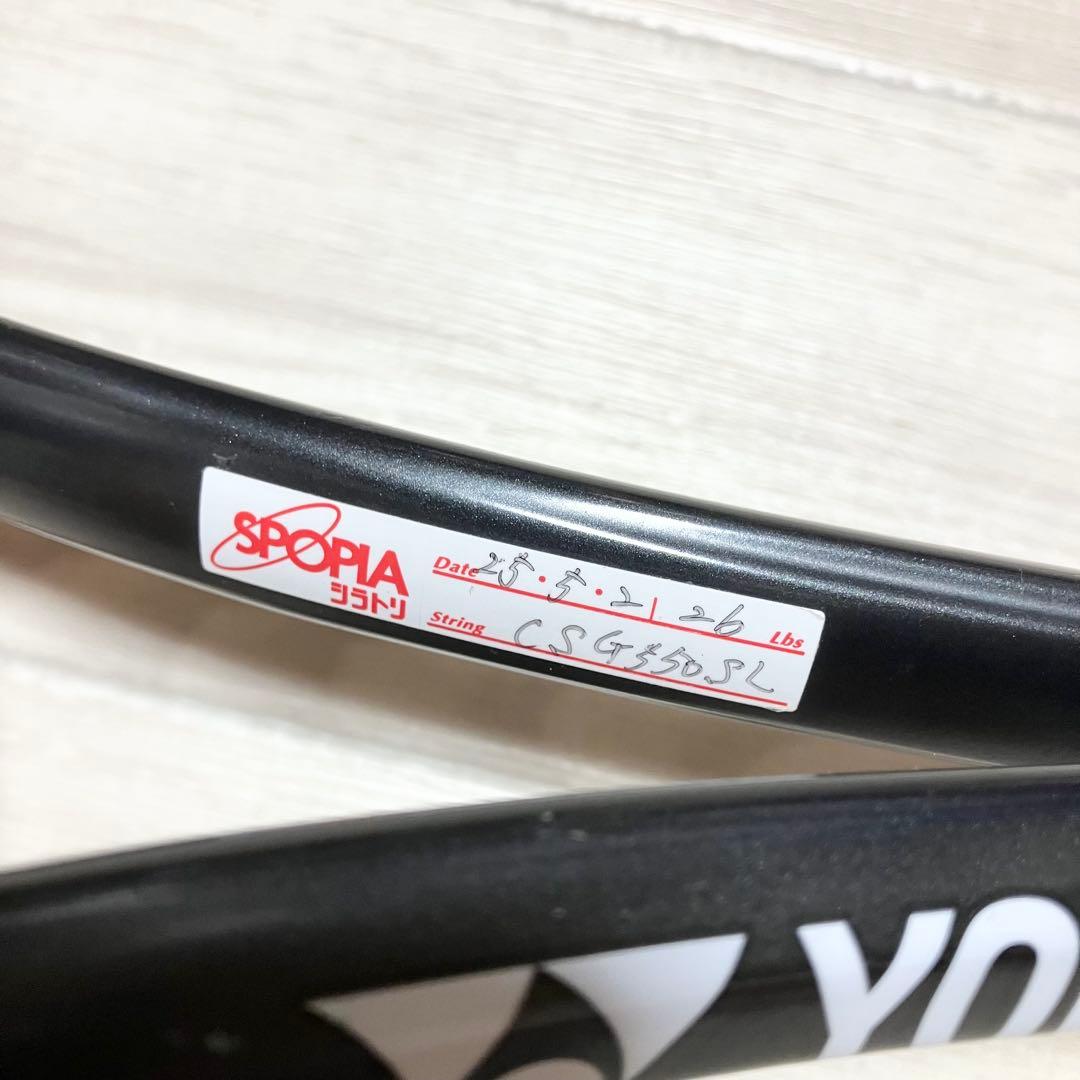 SPOPIA
シラトリ
Date 25・5・2 | 26 Lbs
String CSG550SL
YO